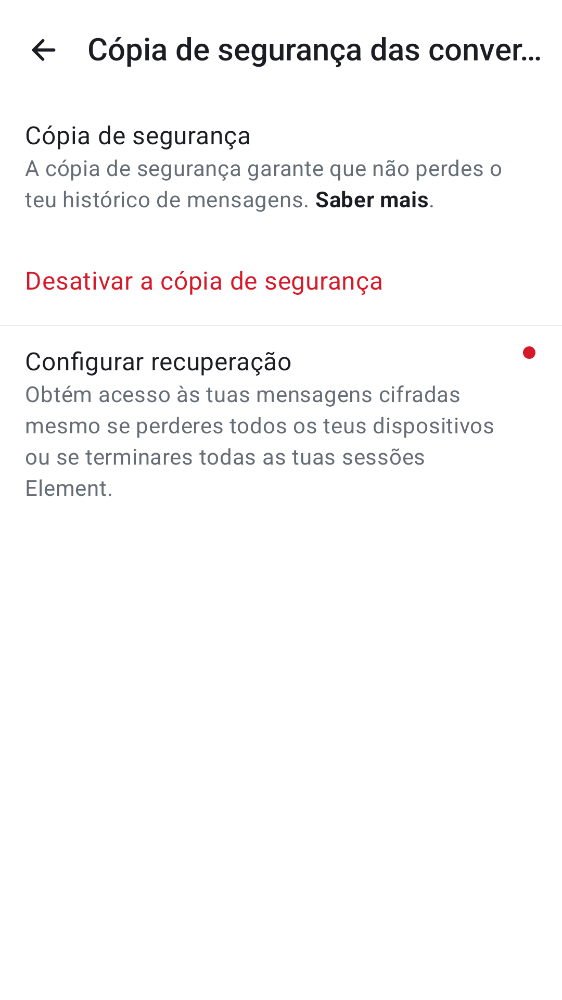 Cópia de segurança das conver...
Cópia de segurança
A cópia de segurança garante que não perdes o
teu histórico de mensagens. Saber mais.
Desativar a cópia de segurança
Configurar recuperação
Obtém acesso às tuas mensagens cifradas
mesmo se perderes todos os teus dispositivos
ou se terminares todas as tuas sessões
Element.